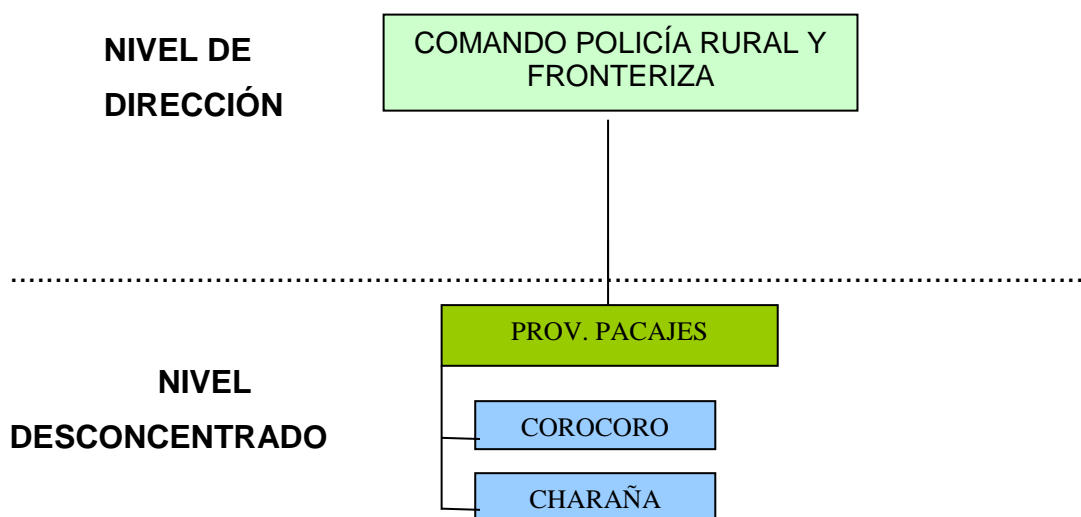 NIVEL DE
DIRECCIÓN
COMANDO POLICÍA RURAL Y
FRONTERIZA
PROV. PACAJES
NIVEL
DESCONCENTRADO
COROCORO
CHARAÑA